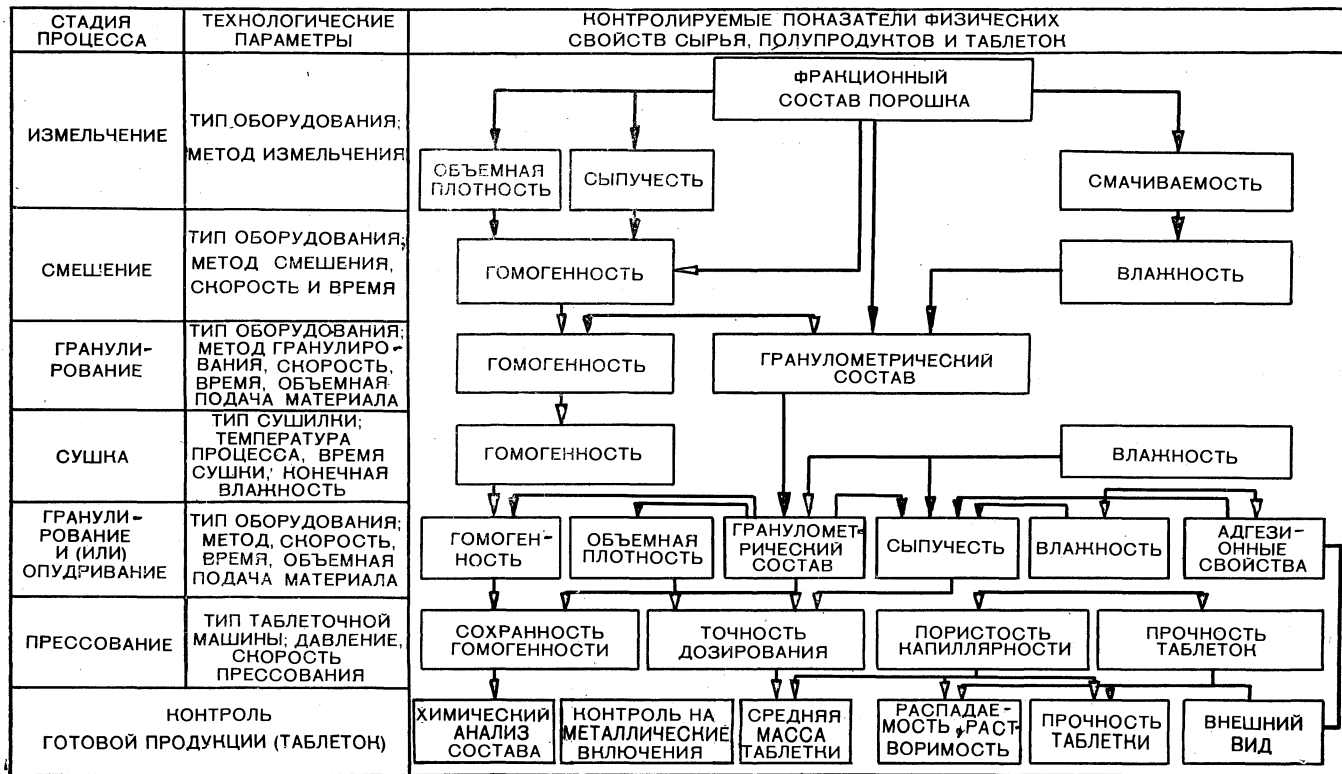 СТАДИЯ
ПРОЦЕССА
ТЕХНОЛОГИЧЕСКИЕ
ПАРАМЕТРЫ
КОНТРОЛИРУЕМЫЕ ПОКАЗАТЕЛИ ФИЗИЧЕСКИХ
СВОЙСТВ СЫРЬЯ, ПОЛУПРОДУКТОВ И ТАБЛЕТОК
ИЗМЕЛЬЧЕНИЕ
ТИП ОБОРУДОВАНИЯ;
МЕТОД ИЗМЕЛЬЧЕНИЯ
ФРАКЦИОННЫЙ
СОСТАВ ПОРОШКА
ОБЪЕМНАЯ
ПЛОТНОСТЬ
СЫПУЧЕСТЬ
СМАЧИВАЕМОСТЬ
СМЕШЕНИЕ
ТИП ОБОРУДОВАНИЯ;
МЕТОД СМЕШЕНИЯ,
СКОРОСТЬ И ВРЕМЯ
ГОМОГЕННОСТЬ
ВЛАЖНОСТЬ
ГРАНУЛИ-
РОВАНИЕ
ТИП ОБОРУДОВАНИЯ;
МЕТОД ГРАНУЛИРО-
ВАНИЯ, СКОРОСТЬ,
ВРЕМЯ, ОБЪЕМНАЯ
ПОДАЧА МАТЕРИАЛА
ГОМОГЕННОСТЬ
ГРАНУЛОМЕТРИЧЕСКИЙ
СОСТАВ
СУШКА
ТИП СУШИЛКИ;
ТЕМПЕРАТУРА
ПРОЦЕССА, ВРЕМЯ
СУШКИ, КОНЕЧНАЯ
ВЛАЖНОСТЬ
ГОМОГЕННОСТЬ
ВЛАЖНОСТЬ
ГРАНУЛИ-
РОВАНИЕ
И (ИЛИ)
ОПУДРИВАНИЕ
ТИП ОБОРУДОВАНИЯ;
МЕТОД, СКОРОСТЬ,
ВРЕМЯ, ОБЪЕМНАЯ
ПОДАЧА МАТЕРИАЛА
ГОМОГЕН-
НОСТЬ
ОБЪЕМНАЯ
ПЛОТНОСТЬ
ГРАНУЛОМЕТ-
РИЧЕСКИЙ
СОСТАВ
СЫПУЧЕСТЬ
ВЛАЖНОСТЬ
АДГЕЗИ-
ОННЫЕ
СВОЙСТВА
ПРЕССОВАНИЕ
ТИП ТАБЛЕТОЧНОЙ
МАШИНЫ; ДАВЛЕНИЕ,
СКОРОСТЬ
ПРЕССОВАНИЯ
СОХРАННОСТЬ
ГОМОГЕННОСТИ
ТОЧНОСТЬ
ДОЗИРОВАНИЯ
ПОРИСТОСТЬ
КАПИЛЛЯРНОСТИ
ПРОЧНОСТЬ
ТАБЛЕТОК
КОНТРОЛЬ
ГОТОВОЙ ПРОДУКЦИИ (ТАБЛЕТОК)
ХИМИЧЕСКИЙ
АНАЛИЗ
СОСТАВА
КОНТРОЛЬ НА
МЕТАЛЛИЧЕСКИЕ
ВКЛЮЧЕНИЯ
СРЕДНЯЯ
МАССА
ТАБЛЕТКИ
РАСПАДАЕ-
МОСТЬ, РАСТ-
ВОРИМОСТЬ
ПРОЧНОСТЬ
ТАБЛЕТКИ
ВНЕШНИЙ
ВИД